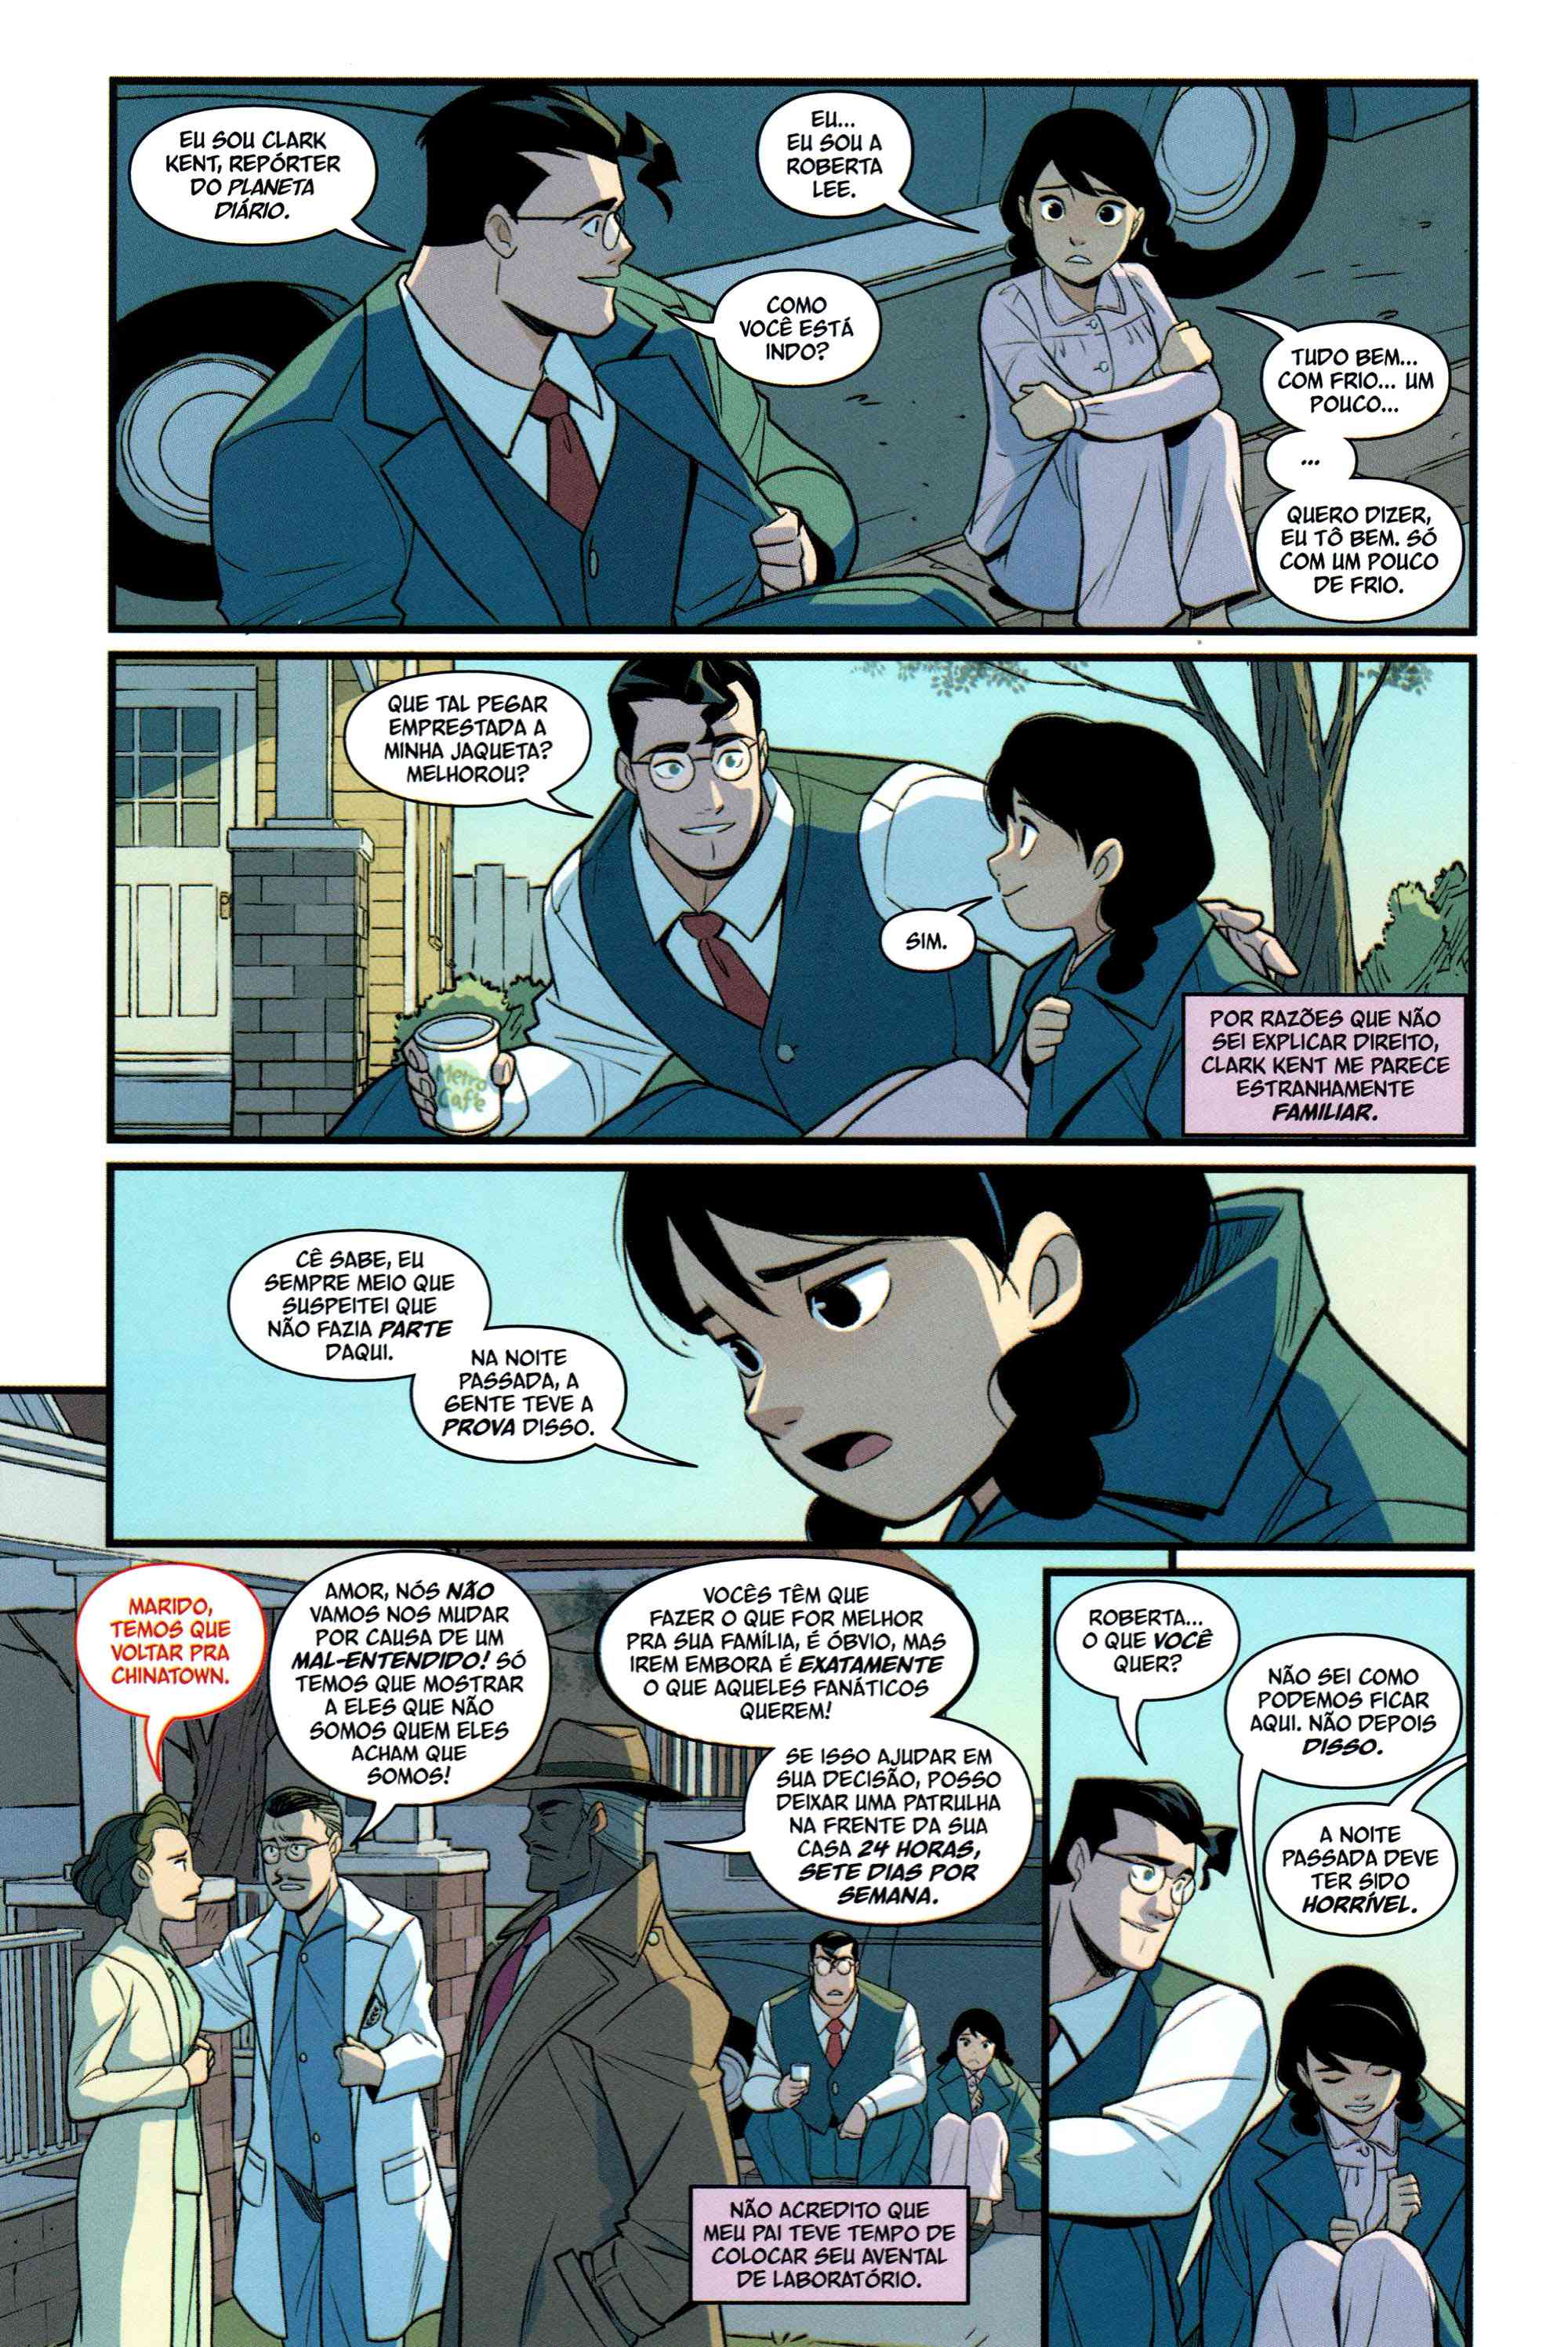 EU SOU CLARK
KENT, REPÓRTER
DO PLANETA
DIÁRIO.
EU...
EU SOU A
ROBERTA
LEE.
COMO
VOCÊ ESTÁ
INDO?
TUDO BEM...
COM FRIO... UM
POUCO...
...
QUERO DIZER,
EU TÔ BEM. SÓ
COM UM POUCO
DE FRIO.
QUE TAL PEGAR
EMPRESTADA A
MINHA JAQUETA?
MELHOROU?
SIM.
Metro
Café
POR RAZÕES QUE NÃO
SEI EXPLICAR DIREITO,
CLARK KENT ME PARECE
ESTRANHAMENTE
FAMILIAR.
CÊ SABE, EU
SEMPRE MEIO QUE
SUSPEITEI QUE
NÃO FAZIA PARTE
DAQUI.
NA NOITE
PASSADA, A
GENTE TEVE A
PROVA DISSO.
MARIDO,
TEMOS QUE
VOLTAR PRA
CHINATOWN.
AMOR, NÓS NÃO
VAMOS NOS MUDAR
POR CAUSA DE UM
MAL-ENTENDIDO! SÓ
TEMOS QUE MOSTRAR
A ELES QUE NÃO
SOMOS QUEM ELES
ACHAM QUE
SOMOS!
VOCÊS TÊM QUE
FAZER O QUE FOR MELHOR
PRA SUA FAMÍLIA, É ÓBVIO, MAS
IREM EMBORA É EXATAMENTE
O QUE AQUELES FANÁTICOS
QUEREM!
SE ISSO AJUDAR EM
SUA DECISÃO, POSSO
DEIXAR UMA PATRULHA
NA FRENTE DA SUA
CASA 24 HORAS,
SETE DIAS POR
SEMANA.
NÃO ACREDITO QUE
MEU PAI TEVE TEMPO DE
COLOCAR SEU AVENTAL
DE LABORATÓRIO.
ROBERTA...
O QUE VOCÊ
QUER?
NÃO SEI COMO
PODEMOS FICAR
AQUI. NÃO DEPOIS
DISSO.
A NOITE
PASSADA DEVE
TER SIDO
HORRÍVEL.